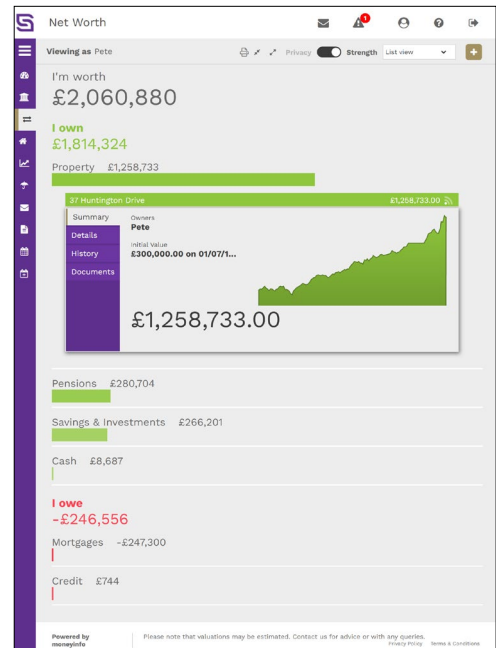 Net Worth
1
Viewing as Pete
Privacy
Strength
List view
I'm worth
£2,060,880
I own
£1,814,324
Property £1,258,733
37 Huntington Drive £1,258,733.00
Summary
Details
History
Documents
Owners
Pete
Initial Value
£300,000.00 on 01/07/1...
£1,258,733.00
Pensions £280,704
Savings & Investments £266,201
Cash £8,687
I owe
-£246,556
Mortgages -£247,300
Credit £744
Powered by
moneyinfo
Please note that valuations may be estimated. Contact us for advice or with any queries.
Privacy Policy Terms & Conditions